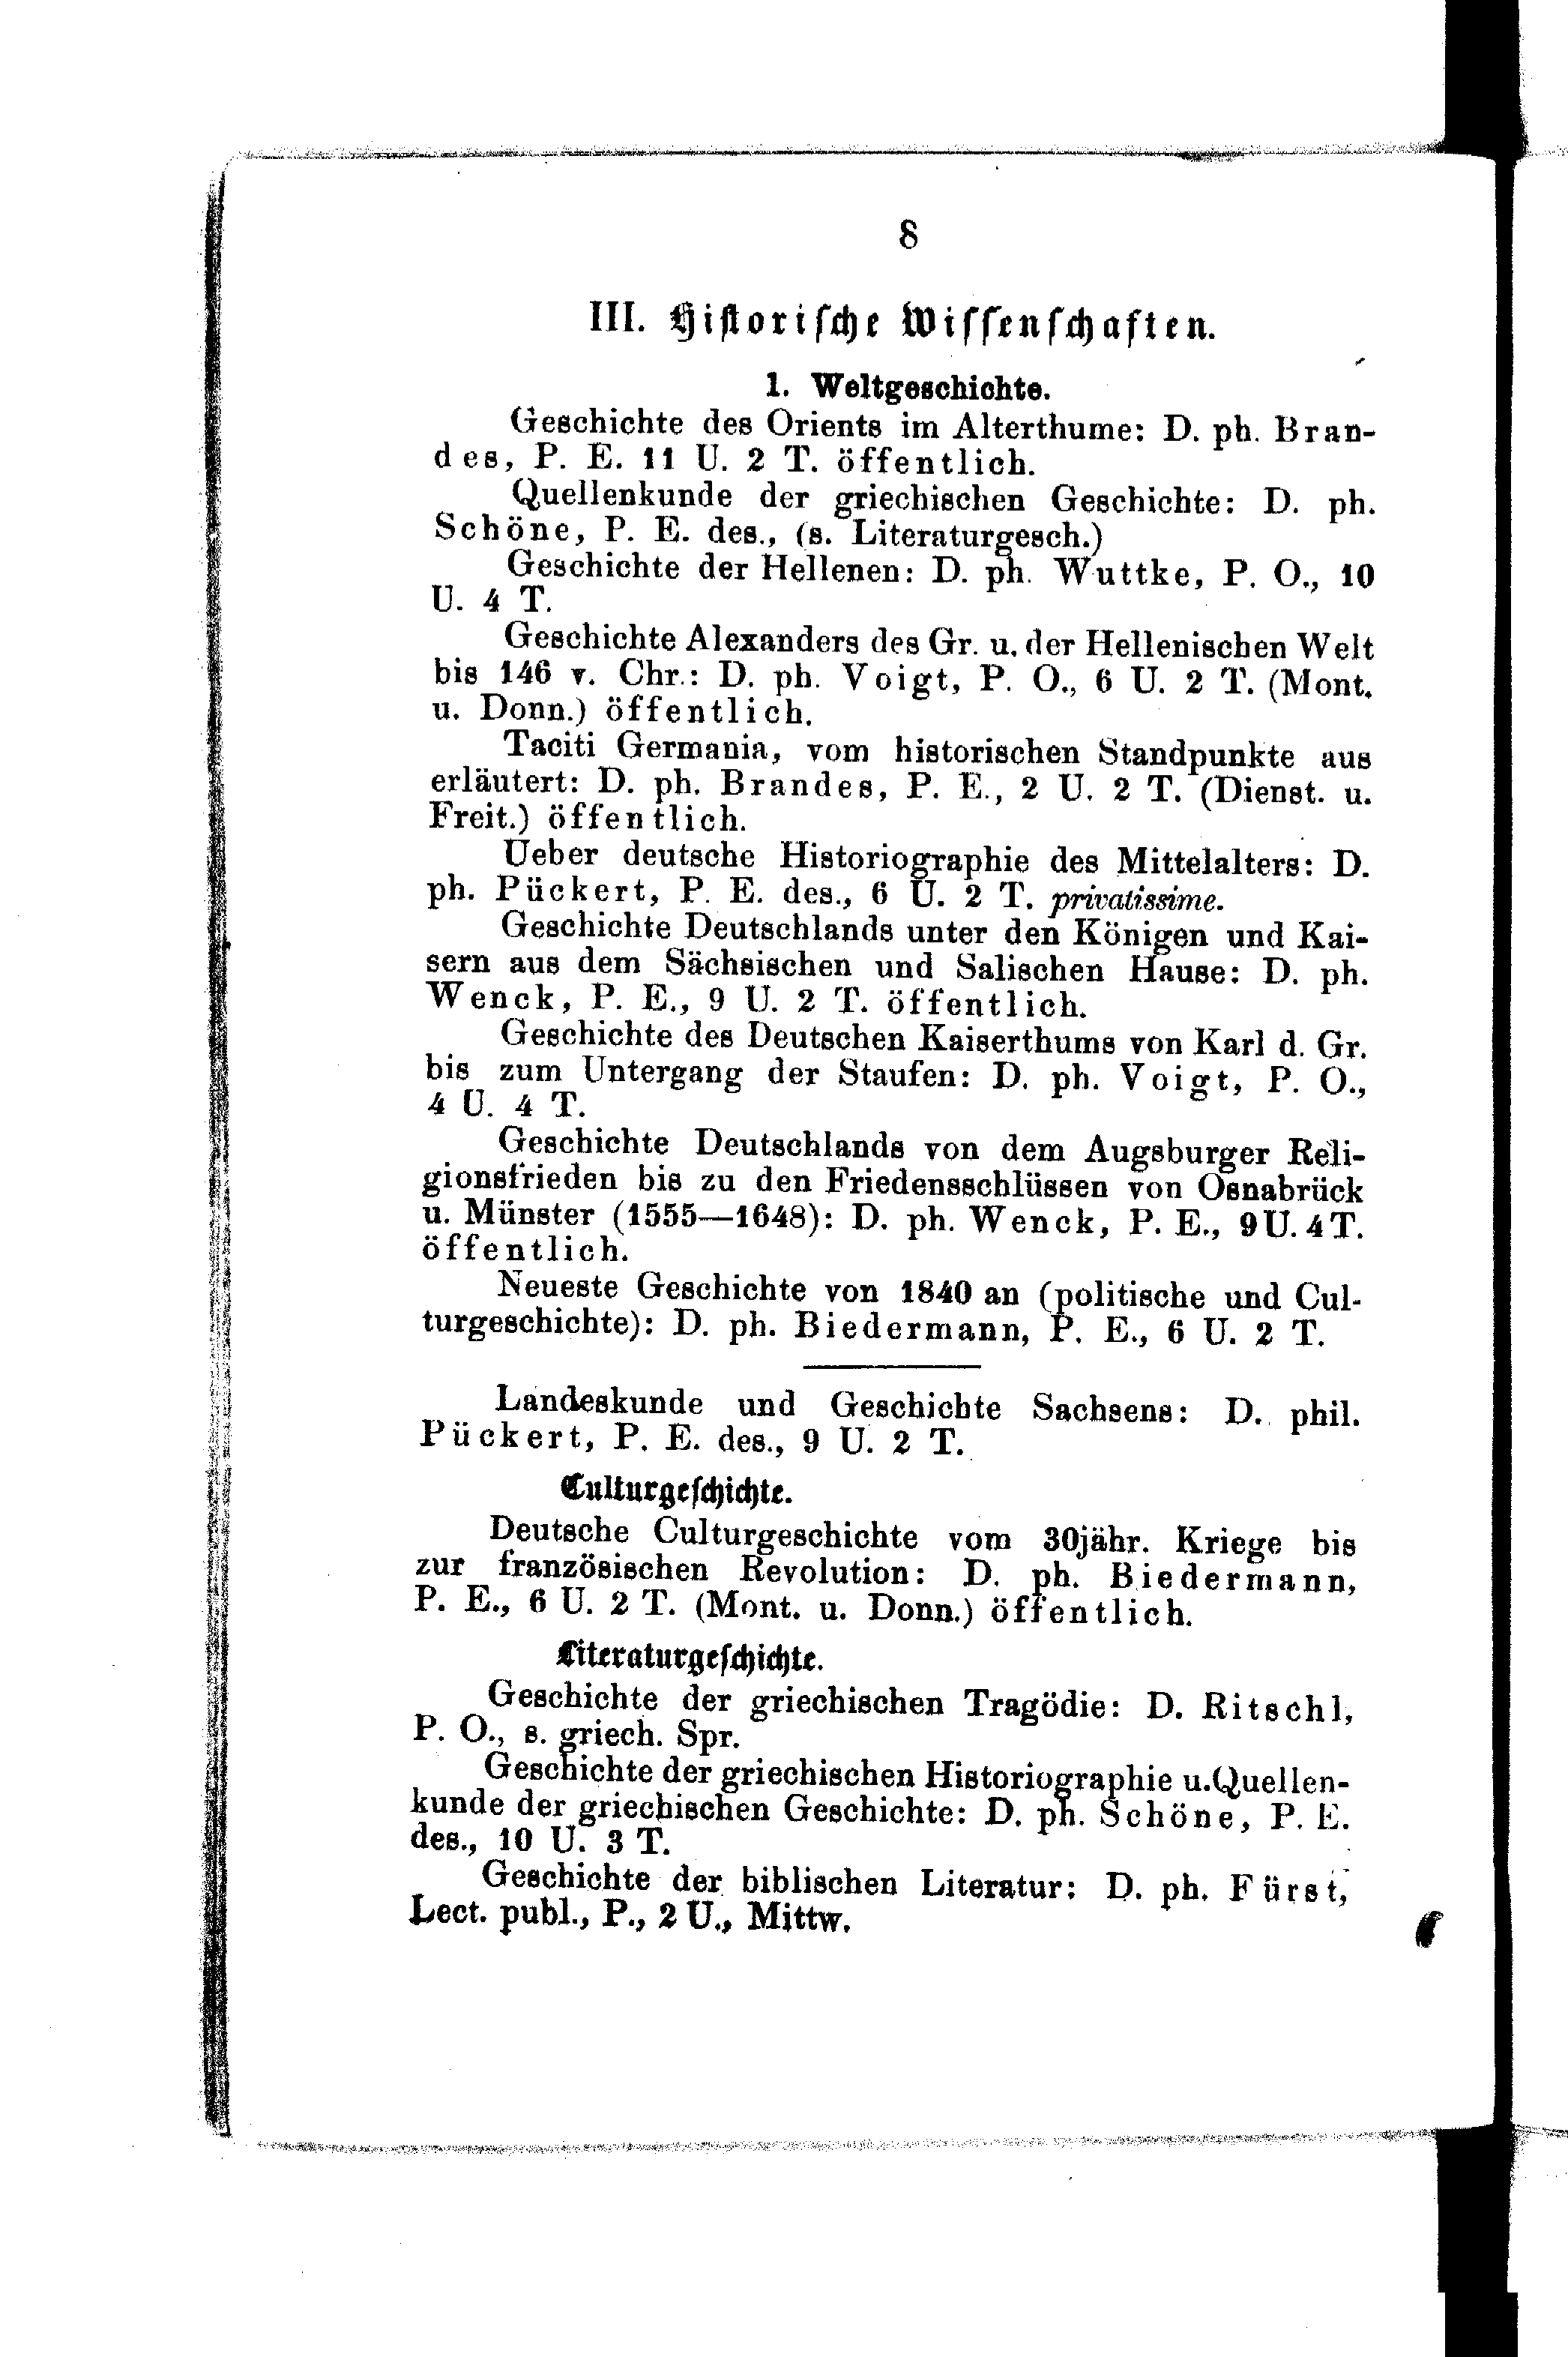 8
III. Historische Wissenschaften.
1. Weltgeschichte.
Geschichte des Orients im Alterthume: D. ph. Bran-
des, P. E. 11 U. 2 T. öffentlich.
Quellenkunde der griechischen Geschichte: D. ph.
Schöne, P. E. des., (s. Literaturgesch.)
Geschichte der Hellenen: D. ph. Wuttke, P. O., 10
U. 4 T.
Geschichte Alexanders des Gr. u. der Hellenischen Welt
bis 146 v. Chr.: D. ph. Voigt, P. O., 6 U. 2 T. (Mont.
u. Donn.) öffentlich.
Taciti Germania, vom historischen Standpunkte aus
erläutert: D. ph. Brandes, P. E., 2 U. 2 T. (Dienst. u.
Freit.) öffentlich.
Ueber deutsche Historiographie des Mittelalters: D.
ph. Pückert, P. E. des., 6 U. 2 T. privatissime.
Geschichte Deutschlands unter den Königen und Kai-
sern aus dem Sächsischen und Salischen Hause: D. ph.
Wenck, P. E., 9 U. 2 T. öffentlich.
Geschichte des Deutschen Kaiserthums von Karl d. Gr.
bis zum Untergang der Staufen: D. ph. Voigt, P. O.,
4 U. 4 T.
Geschichte Deutschlands von dem Augsburger Reli-
gionsfrieden bis zu den Friedensschlüssen von Osnabrück
u. Münster (1555—1648): D. ph. Wenck, P. E., 9 U. 4 T.
öffentlich.
Neueste Geschichte von 1840 an (politische und Cul-
turgeschichte): D. ph. Biedermann, P. E., 6 U. 2 T.
Landeskunde und Geschichte Sachsens: D. phil.
Pückert, P. E. des., 9 U. 2 T.
Culturgeschichte.
Deutsche Culturgeschichte vom 30jähr. Kriege bis
zur französischen Revolution: D. ph. Biedermann,
P. E., 6 U. 2 T. (Mont. u. Donn.) öffentlich.
Literaturgeschichte.
Geschichte der griechischen Tragödie: D. Ritschl,
P. O., s. griech. Spr.
Geschichte der griechischen Historiographie u. Quellen-
kunde der griechischen Geschichte: D. ph. Schöne, P. E.
des., 10 U. 3 T.
Geschichte der biblischen Literatur: D. ph. Fürst,
Lect. publ., P., 2 U., Mittw.